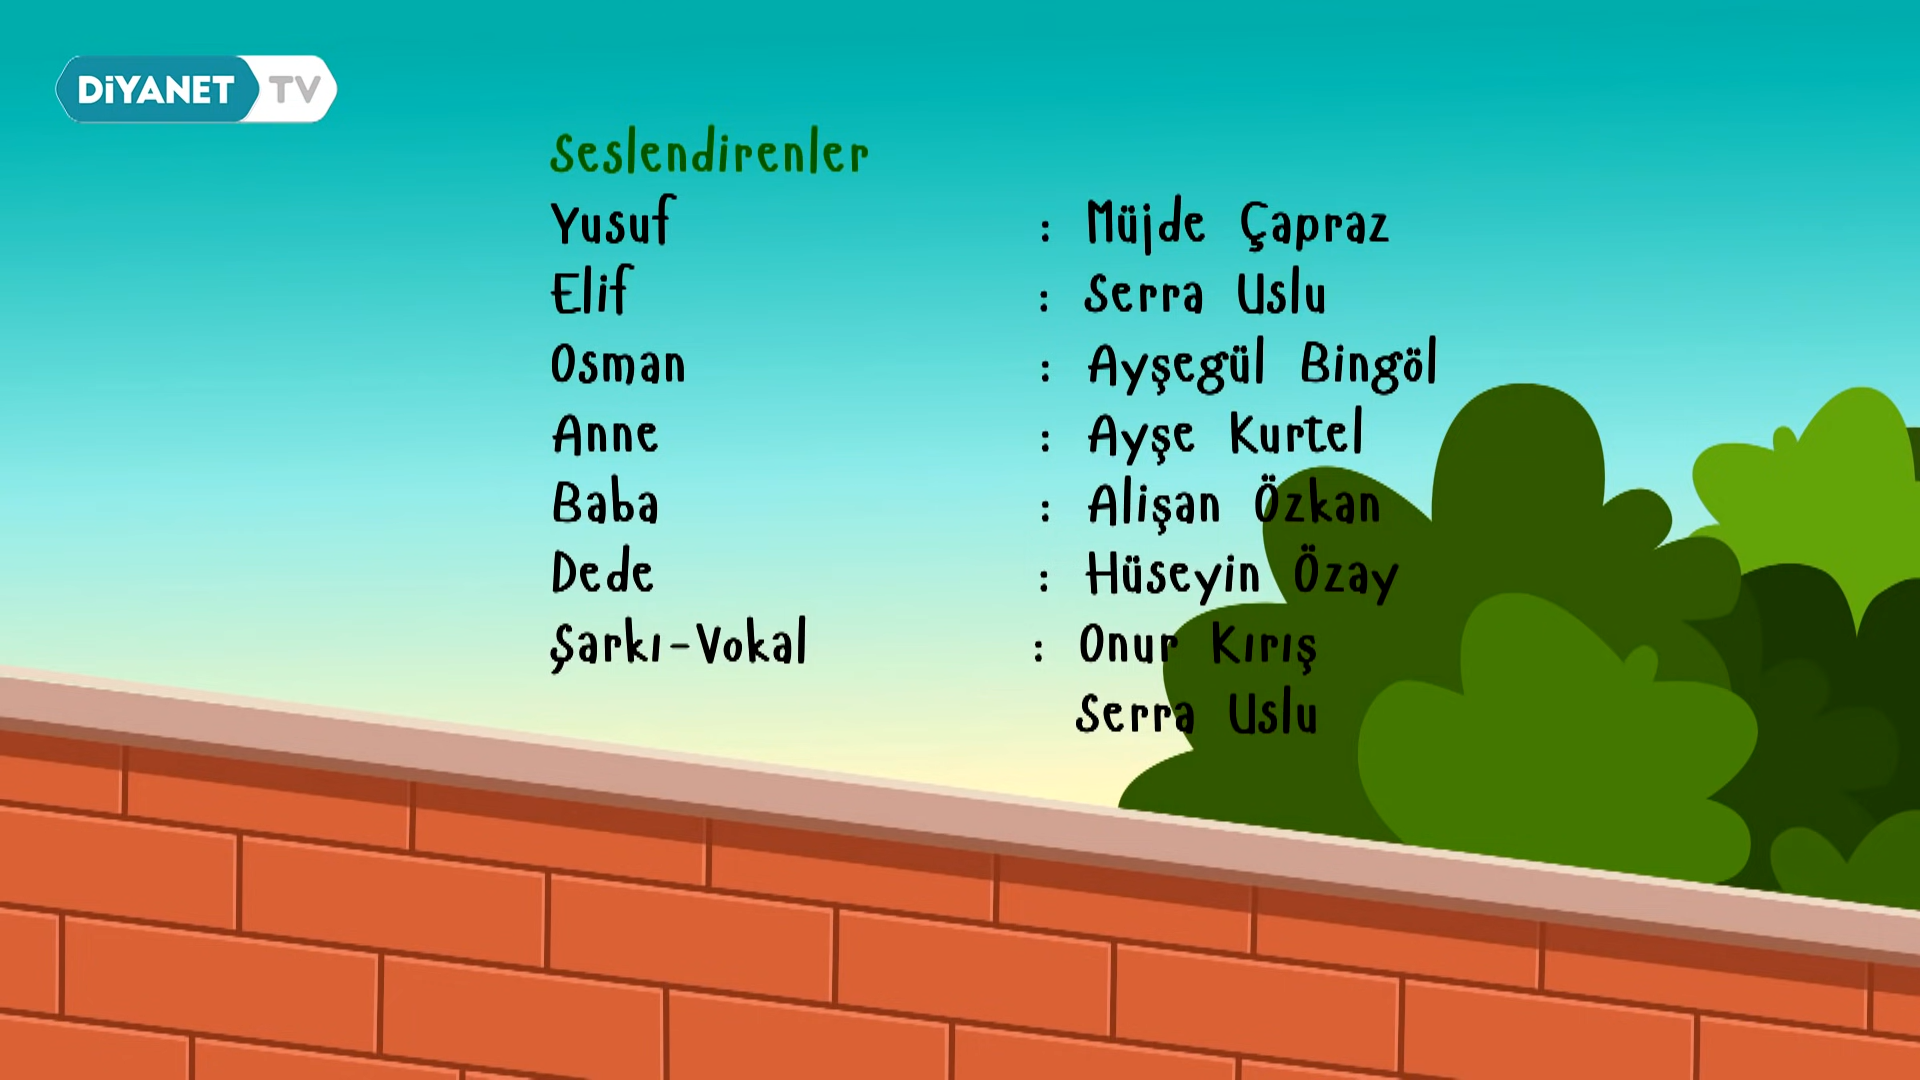 DİYANET TV
Seslendirenler
Yusuf : Müjde Çapraz
Elif : Serra Uslu
Osman : Ayşegül Bingöl
Anne : Ayşe Kurtel
Baba : Alişan Özkan
Dede : Hüseyin Özay
Şarkı-Vokal : Onur Kırış
Serra Uslu